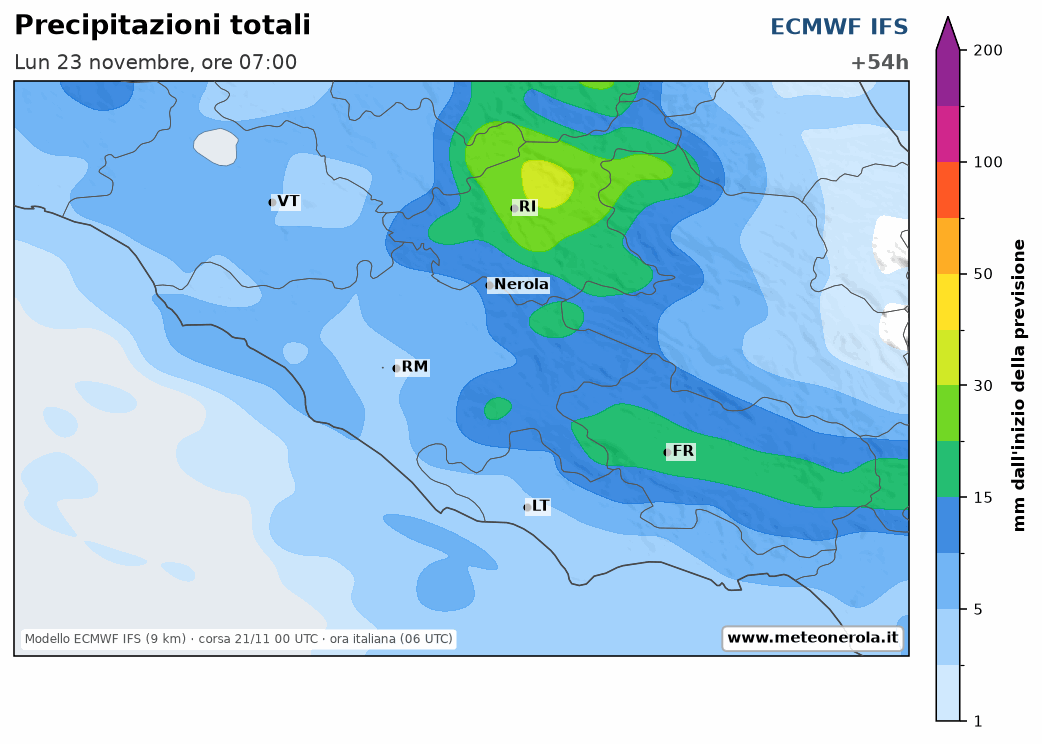 Precipitazioni totali
ECMWF IFS
Lun 23 novembre, ore 07:00
+54h
VT
RI
Nerola
RM
FR
LT
Modello ECMWF IFS (9 km) · corsa 21/11 00 UTC · ora italiana (06 UTC)
www.meteonerola.it
200
100
50
30
15
5
1
mm dall'inizio della previsione